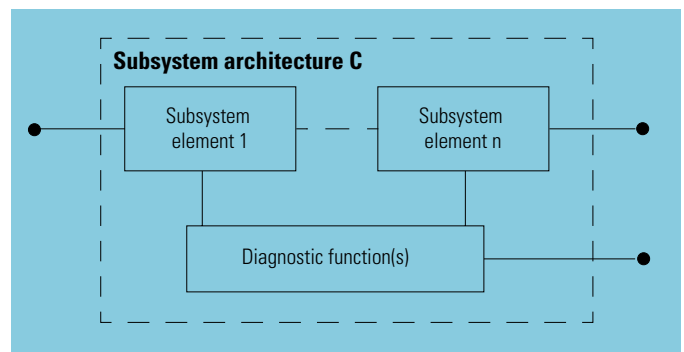 Subsystem architecture C
Subsystem
element 1
Subsystem
element n
Diagnostic function(s)